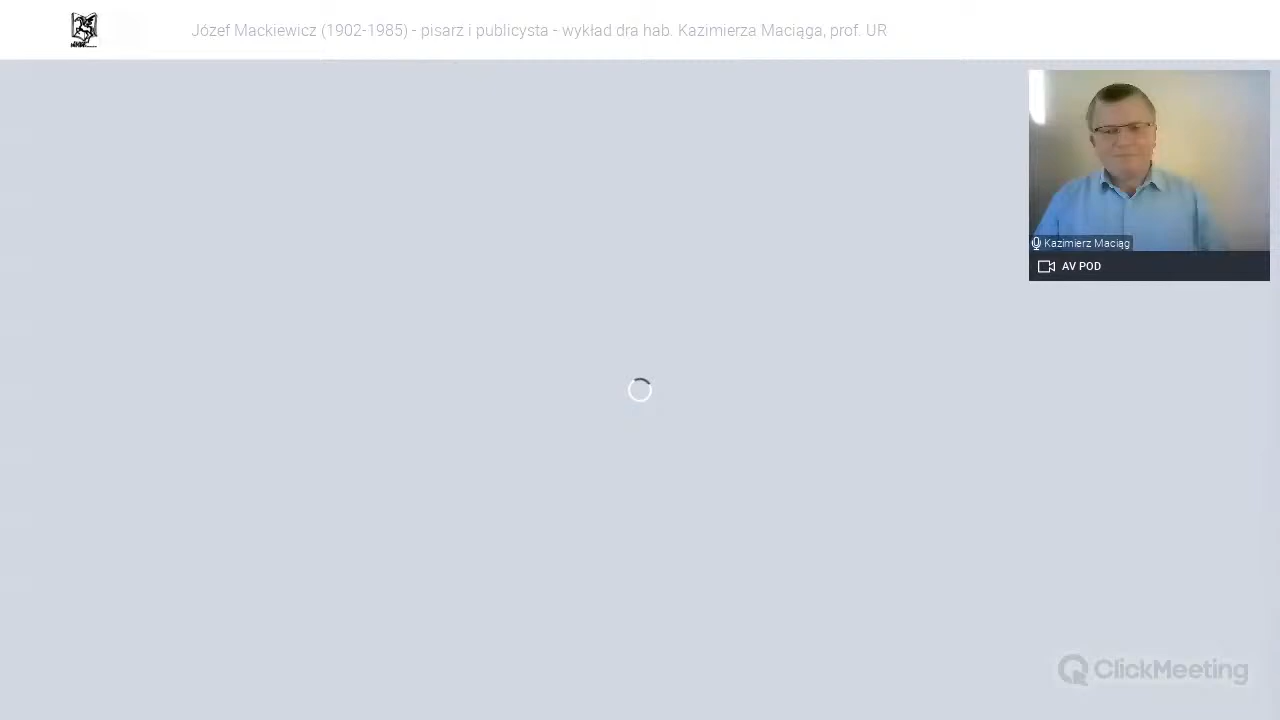 Józef Mackiewicz (1902-1985) - pisarz i publicysta - wykład dra hab. Kazimierza Maciąga, prof. UR
Kazimierz Maciąg
AV POD
ClickMeeting